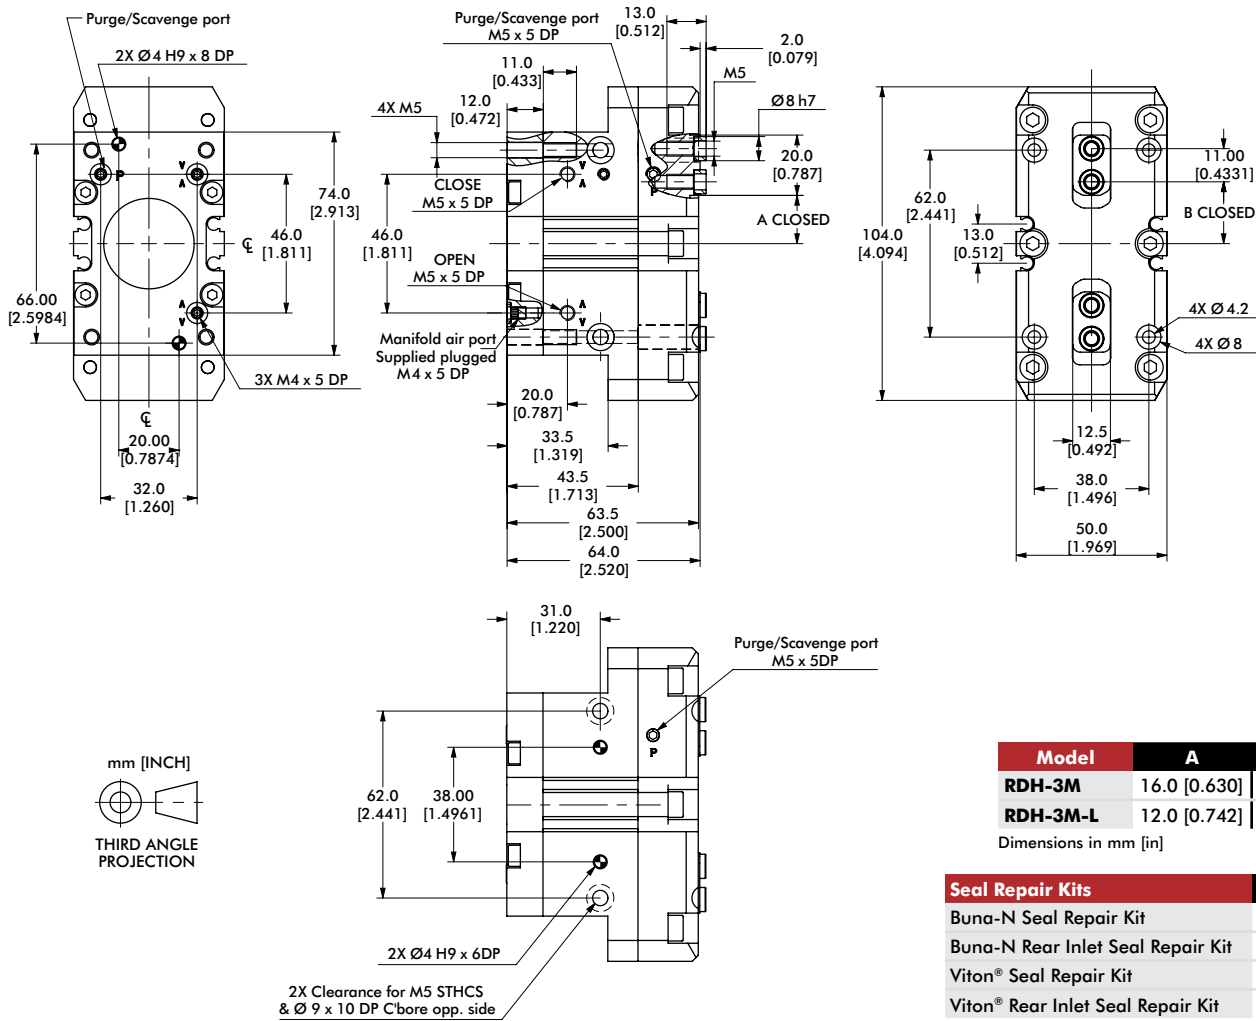 Purge/Scavenge port
2X Ø4 H9 x 8 DP
P
V
A
A
V
74.0
[2.913]
46.0
[1.811]
℄
66.00
[2.5984]
3X M4 x 5 DP
℄
20.00
[0.7874]
32.0
[1.260]
Purge/Scavenge port
M5 x 5 DP
13.0
[0.512]
2.0
[0.079]
11.0
[0.433]
M5
12.0
[0.472]
4X M5
Ø8 h7
20.0
[0.787]
V
A
P
CLOSE
M5 x 5 DP
A CLOSED
46.0
[1.811]
OPEN
M5 x 5 DP
A
V
Manifold air port
Supplied plugged
M4 x 5 DP
20.0
[0.787]
33.5
[1.319]
43.5
[1.713]
63.5
[2.500]
64.0
[2.520]
11.00
[0.4331]
62.0
[2.441]
B CLOSED
104.0
[4.094]
13.0
[0.512]
4X Ø4.2
4X Ø8
12.5
[0.492]
38.0
[1.496]
50.0
[1.969]
31.0
[1.220]
Purge/Scavenge port
M5 x 5DP
P
62.0
[2.441]
38.00
[1.4961]
2X Ø4 H9 x 6DP
2X Clearance for M5 STHCS
& Ø 9 x 10 DP C'bore opp. side
mm [INCH]
THIRD ANGLE
PROJECTION
Model A
RDH-3M 16.0 [0.630]
RDH-3M-L 12.0 [0.742]
Dimensions in mm [in]
Seal Repair Kits
Buna-N Seal Repair Kit
Buna-N Rear Inlet Seal Repair Kit
Viton® Seal Repair Kit
Viton® Rear Inlet Seal Repair Kit